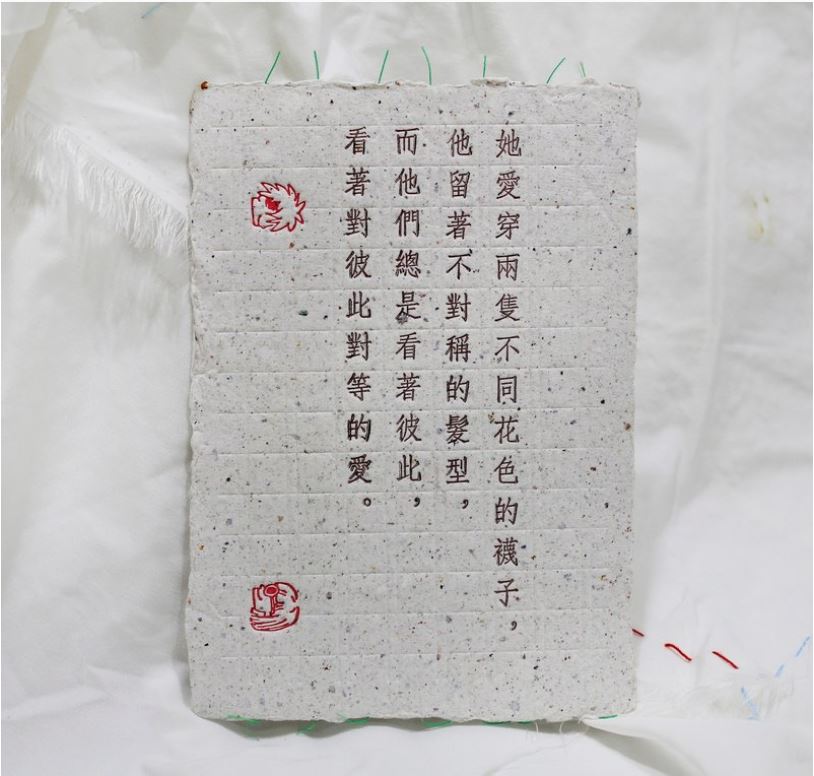 她愛穿兩隻不同花色的襪子，
他留著不對稱的髮型，
而他們總是看著彼此，
看著對彼此對等的愛。